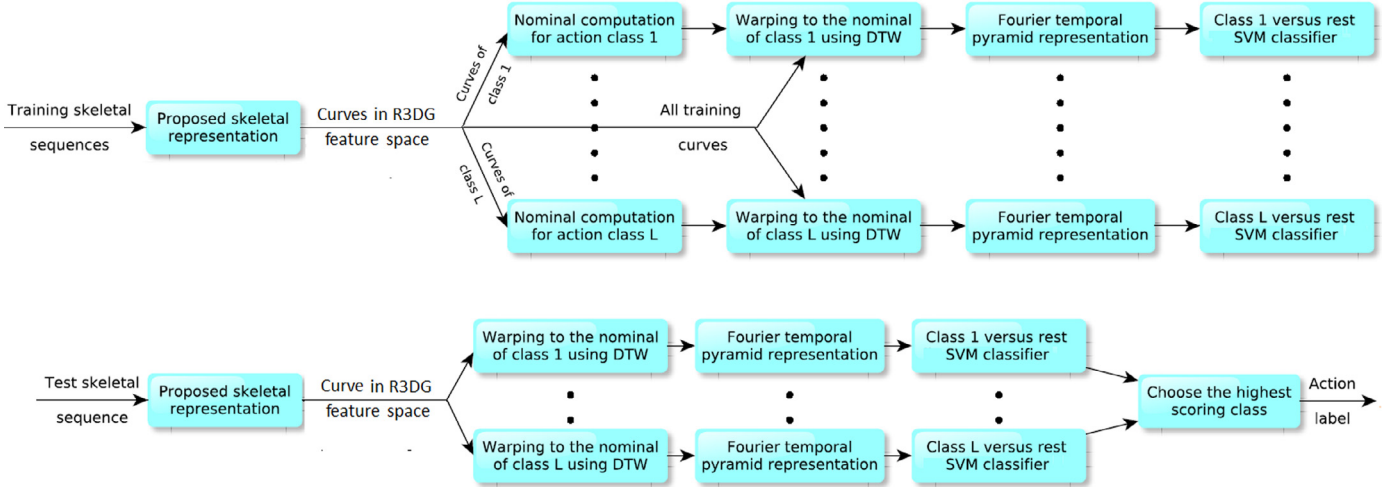 Training skeletal
sequences
Proposed skeletal
representation
Curves in R3DG
feature space
Curves of
class 1
Curves of
class L
Nominal computation
for action class 1
Warping to the nominal
of class 1 using DTW
Fourier temporal
pyramid representation
Class 1 versus rest
SVM classifier
All training
curves
Nominal computation
for action class L
Warping to the nominal
of class L using DTW
Fourier temporal
pyramid representation
Class L versus rest
SVM classifier
Test skeletal
sequence
Proposed skeletal
representation
Curve in R3DG
feature space
Warping to the nominal
of class 1 using DTW
Fourier temporal
pyramid representation
Class 1 versus rest
SVM classifier
Warping to the nominal
of class L using DTW
Fourier temporal
pyramid representation
Class L versus rest
SVM classifier
Choose the highest
scoring class
Action
label